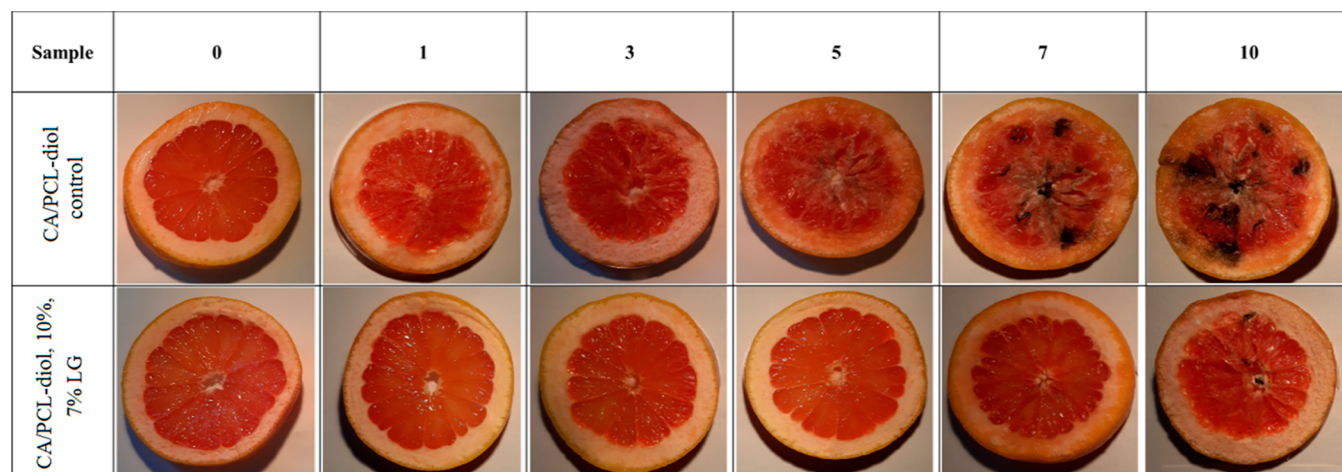 Sample 0 1 3 5 7 10
CA/PCL-diol
control
CA/PCL-diol, 10%,
7% LG